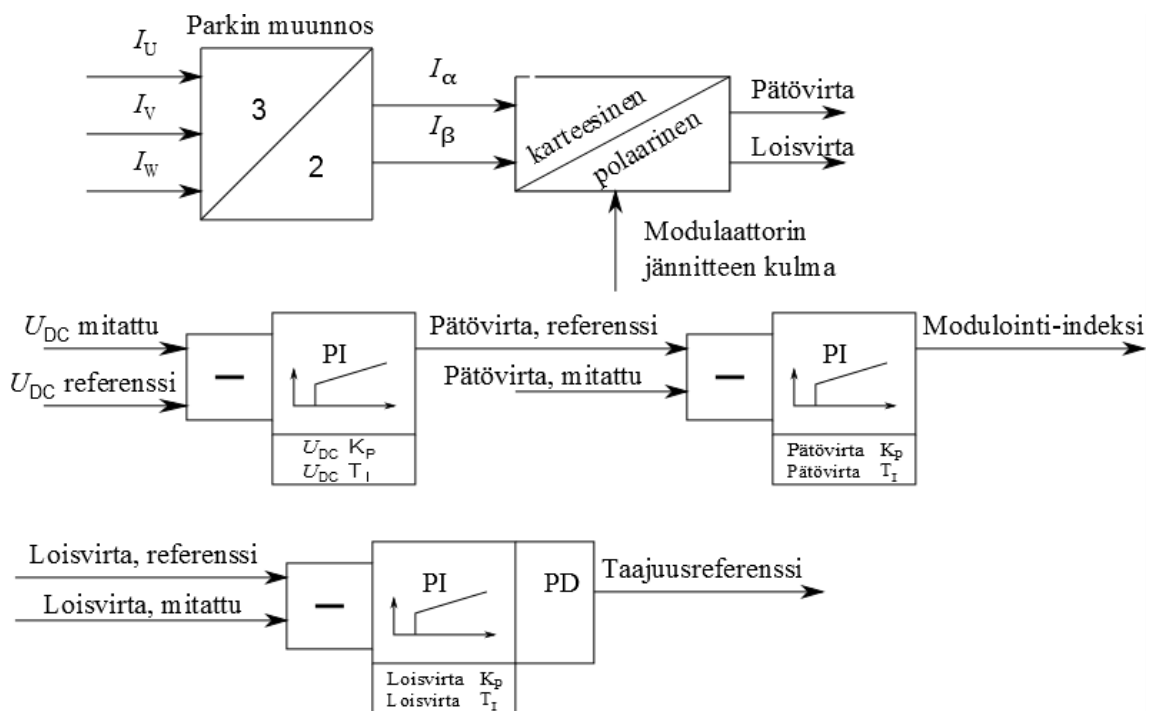 Parkin muunnos
I_U
I_V
I_W
3
2
I_α
I_β
karteesinen
polaarinen
Pätövirta
Loisvirta
Modulaattorin
jännitteen kulma
U_DC mitattu
U_DC referenssi
PI
U_DC K_P
U_DC T_I
Pätövirta, referenssi
Pätövirta, mitattu
PI
Pätövirta K_p
Pätövirta T_I
Modulointi-indeksi
Loisvirta, referenssi
Loisvirta, mitattu
PI
PD
Loisvirta K_p
Loisvirta T_I
Taajuusreferenssi